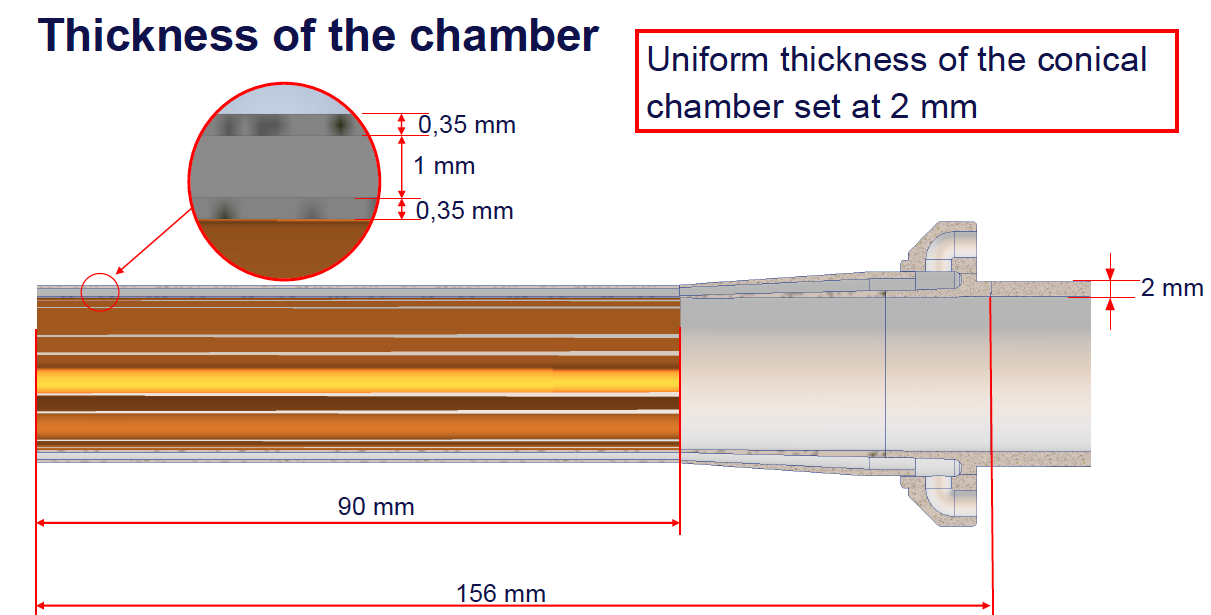 Thickness of the chamber
Uniform thickness of the conical
chamber set at 2 mm
0,35 mm
1 mm
0,35 mm
2 mm
90 mm
156 mm